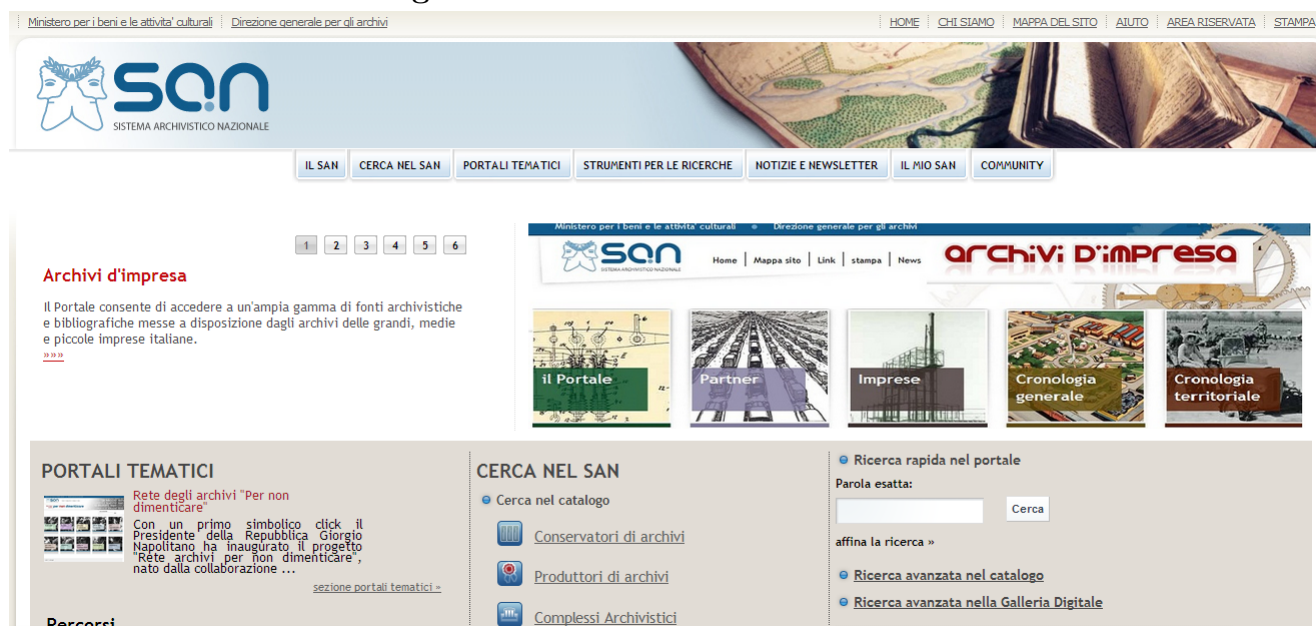 Ministero per i beni e le attivita' culturali Direzione generale per gli archivi
HOME CHI SIAMO MAPPA DEL SITO AIUTO AREA RISERVATA STAMPA
san
SISTEMA ARCHIVISTICO NAZIONALE
IL SAN CERCA NEL SAN PORTALI TEMATICI STRUMENTI PER LE RICERCHE NOTIZIE E NEWSLETTER IL MIO SAN COMMUNITY
1 2 3 4 5 6
Archivi d'impresa
Il Portale consente di accedere a un'ampia gamma di fonti archivistiche
e bibliografiche messe a disposizione dagli archivi delle grandi, medie
e piccole imprese italiane.
»»»
Ministero per i beni e le attivita' culturali Direzione generale per gli archivi
san
SISTEMA ARCHIVISTICO NAZIONALE
Home | Mappa sito | Link | stampa | News
archivi d'impresa
il Portale
Partner
Imprese
Cronologia
generale
Cronologia
territoriale
PORTALI TEMATICI
Rete degli archivi "Per non
dimenticare"
Con un primo simbolico click il
Presidente della Repubblica Giorgio
Napolitano ha inaugurato il progetto
"Rete archivi per non dimenticare",
nato dalla collaborazione ...
sezione portali tematici »
Percorsi
CERCA NEL SAN
Cerca nel catalogo
Conservatori di archivi
Produttori di archivi
Complessi Archivistici
Ricerca rapida nel portale
Parola esatta:
Cerca
affina la ricerca »
Ricerca avanzata nel catalogo
Ricerca avanzata nella Galleria Digitale